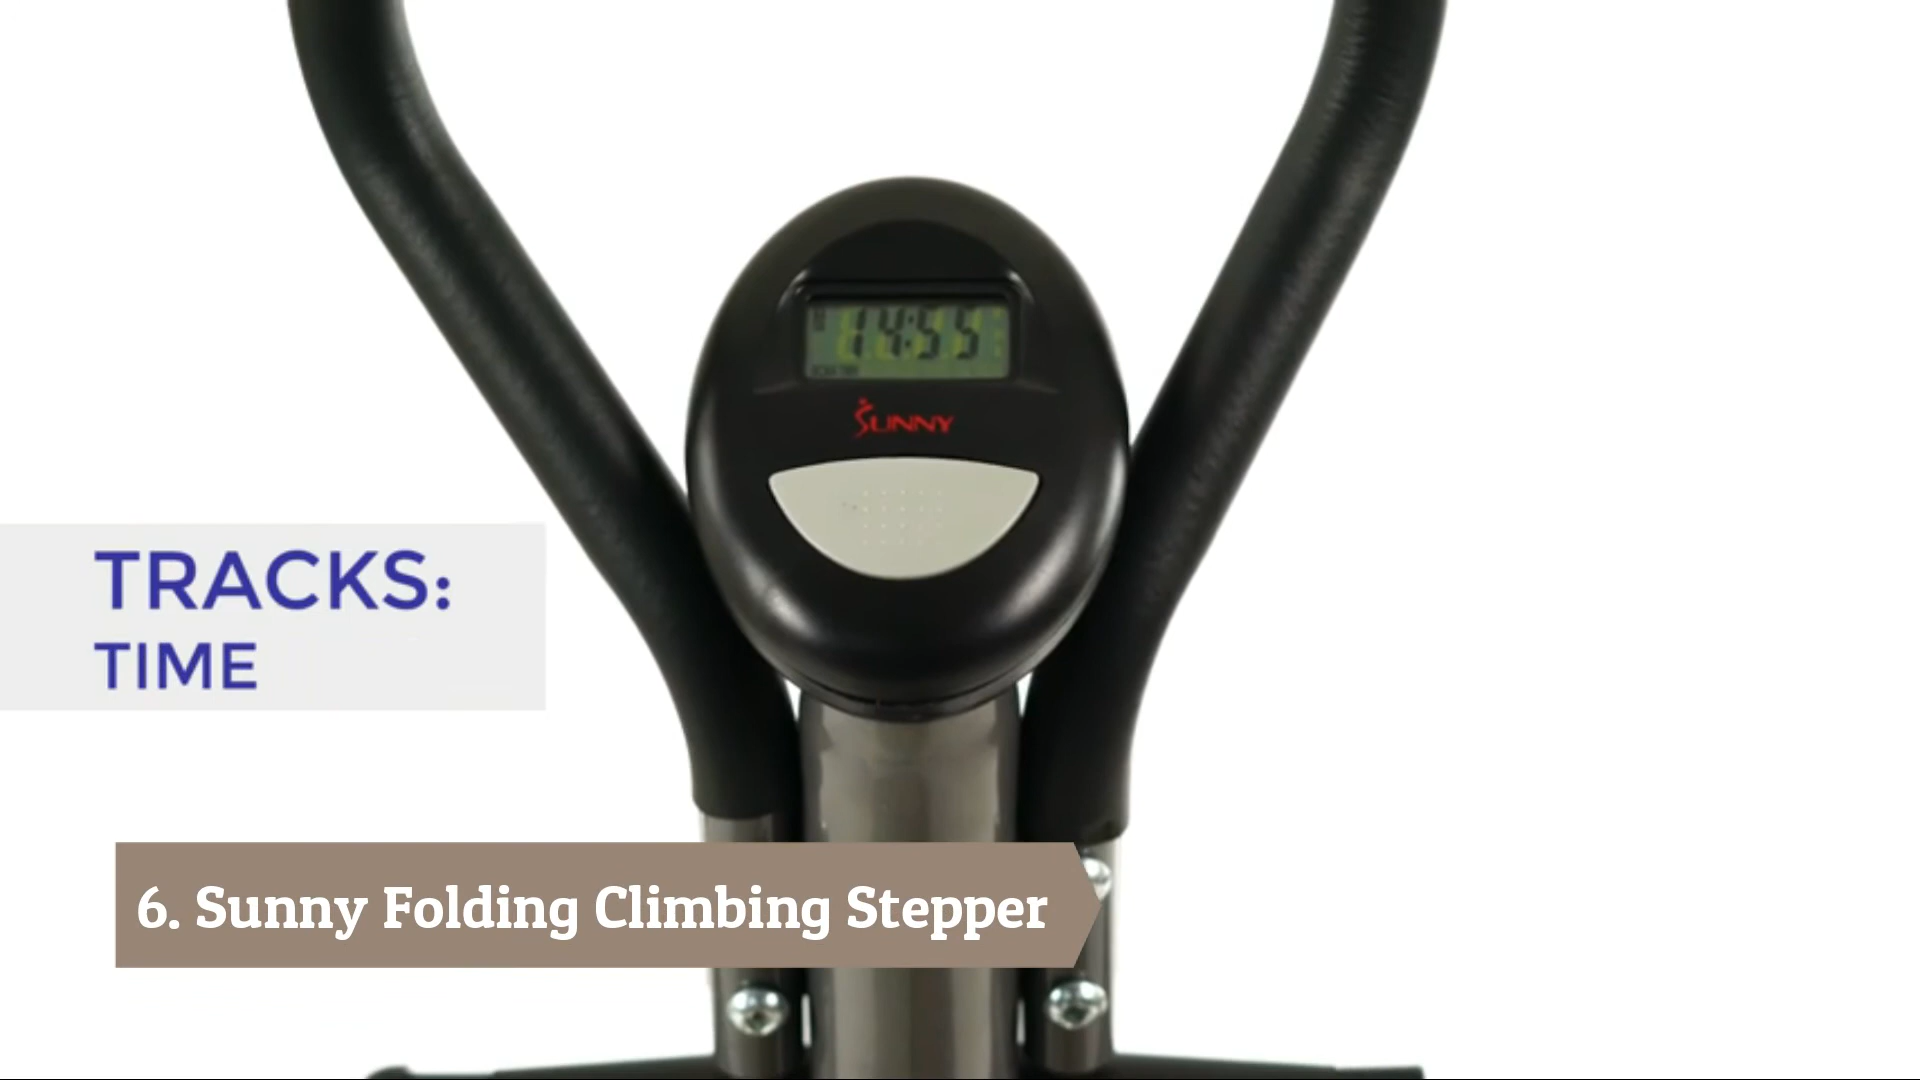 14:55
SUNNY
TRACKS:
TIME
6. Sunny Folding Climbing Stepper